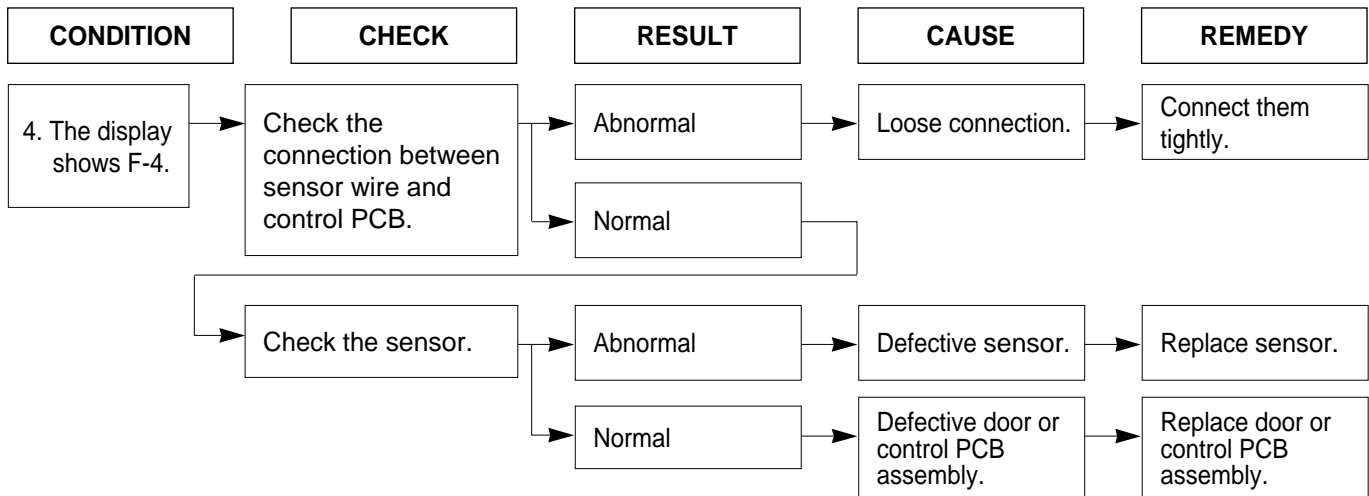 CONDITION
CHECK
RESULT
CAUSE
REMEDY
4. The display
shows F-4.
Check the
connection between
sensor wire and
control PCB.
Abnormal
Loose connection.
Connect them
tightly.
Normal
Check the sensor.
Abnormal
Defective sensor.
Replace sensor.
Normal
Defective door or
control PCB
assembly.
Replace door or
control PCB
assembly.